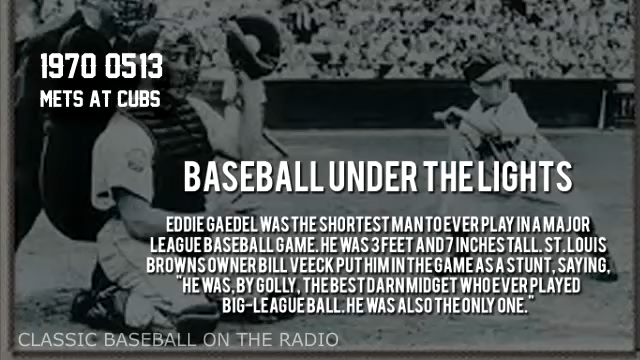 1970 0513
METS AT CUBS
BASEBALL UNDER THE LIGHTS
EDDIE GAEDEL WAS THE SHORTEST MAN TO EVER PLAY IN A MAJOR
LEAGUE BASEBALL GAME. HE WAS 3 FEET AND 7 INCHES TALL. ST. LOUIS
BROWNS OWNER BILL VEECK PUT HIM IN THE GAME AS A STUNT, SAYING,
"HE WAS, BY GOLLY, THE BEST DARN MIDGET WHO EVER PLAYED
BIG-LEAGUE BALL. HE WAS ALSO THE ONLY ONE."
CLASSIC BASEBALL ON THE RADIO